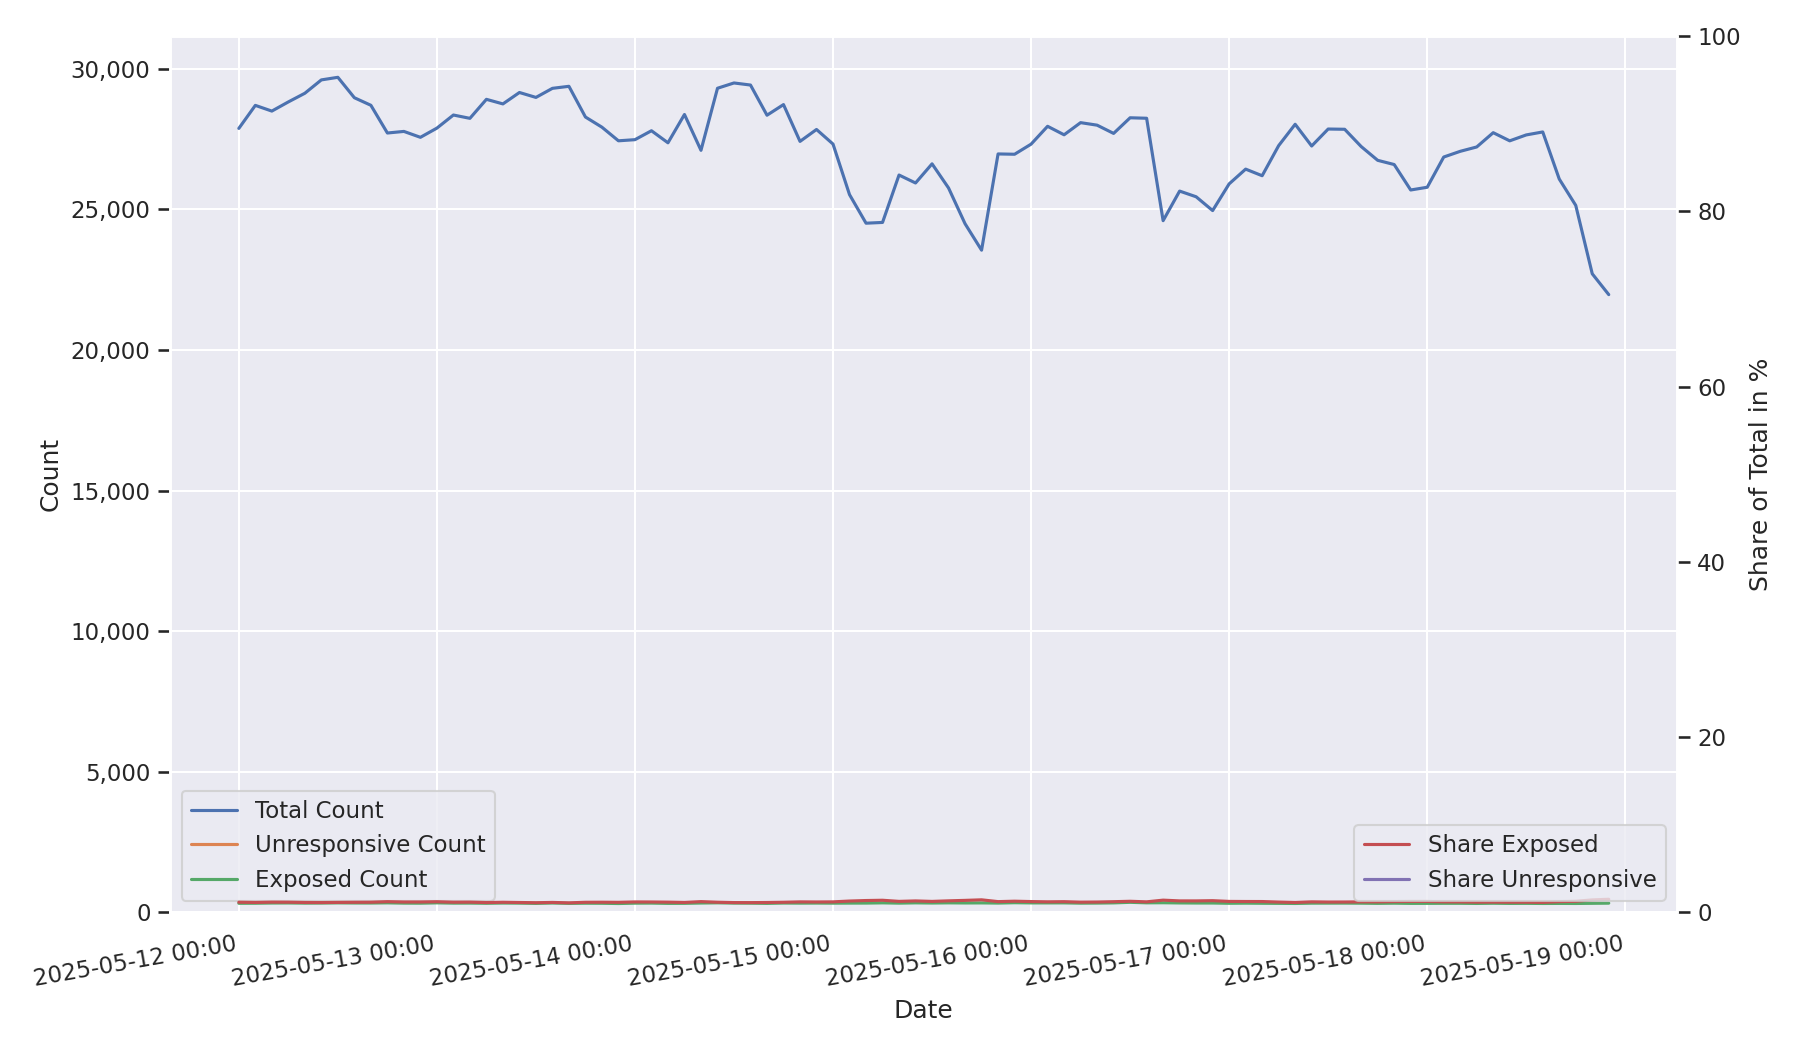 30,000
25,000
20,000
15,000
10,000
5,000
0
Count
100
80
60
40
20
0
Share of Total in %
Total Count
Unresponsive Count
Exposed Count
Share Exposed
Share Unresponsive
2025-05-12 00:00
2025-05-13 00:00
2025-05-14 00:00
2025-05-15 00:00
2025-05-16 00:00
2025-05-17 00:00
2025-05-18 00:00
2025-05-19 00:00
Date